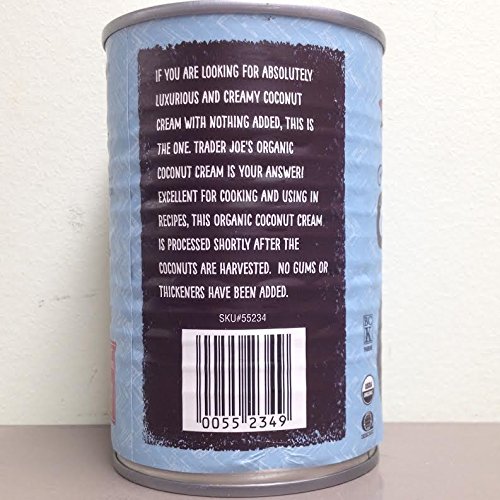 IF YOU ARE LOOKING FOR ABSOLUTELY
LUXURIOUS AND CREAMY COCONUT
CREAM WITH NOTHING ADDED, THIS IS
THE ONE. TRADER JOE'S ORGANIC
COCONUT CREAM IS YOUR ANSWER!
EXCELLENT FOR COOKING AND USING IN
RECIPES, THIS ORGANIC COCONUT CREAM
IS PROCESSED SHORTLY AFTER THE
COCONUTS ARE HARVESTED. NO GUMS OR
THICKENERS HAVE BEEN ADDED.
SKU#55234
0055 2349